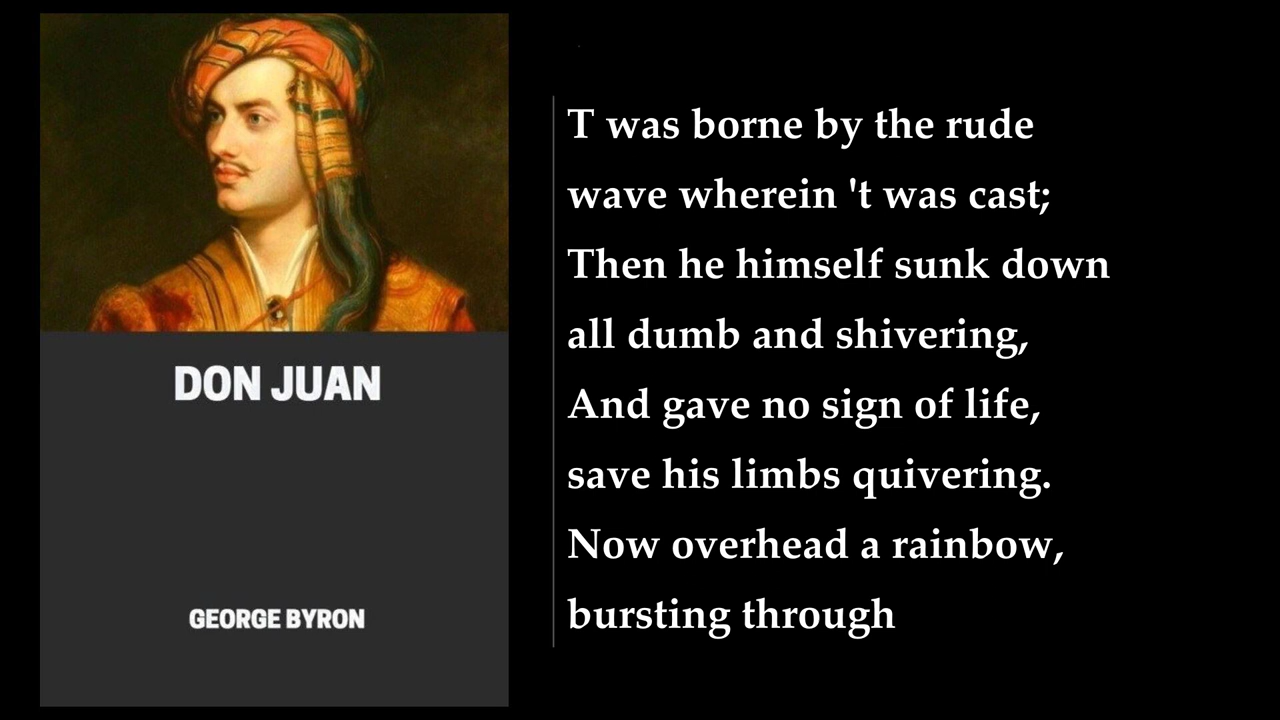 DON JUAN
GEORGE BYRON
T was borne by the rude
wave wherein 't was cast;
Then he himself sunk down
all dumb and shivering,
And gave no sign of life,
save his limbs quivering.
Now overhead a rainbow,
bursting through